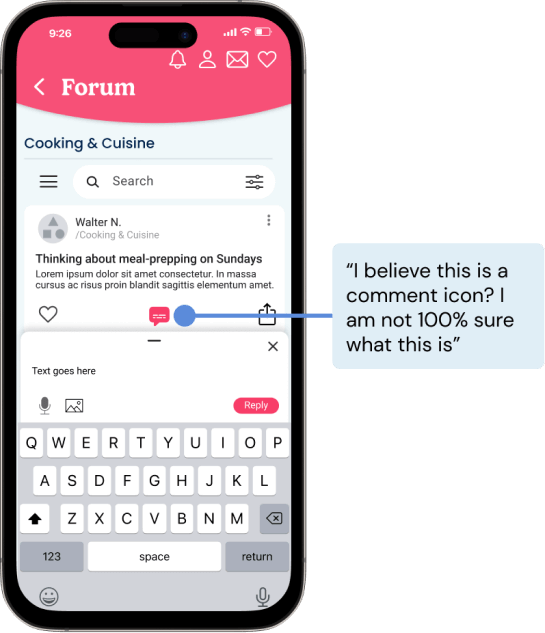 9:26
Forum
Cooking & Cuisine
Search
Walter N.
/Cooking & Cuisine
Thinking about meal-prepping on Sundays
Lorem ipsum dolor sit amet consectetur. In massa
cursus ac risus proin blandit sagittis elementum amet.
“I believe this is a
comment icon? I
am not 100% sure
what this is”
Text goes here
Reply
Q W E R T Y U I O P
A S D F G H J K L
Z X C V B N M
123 space return